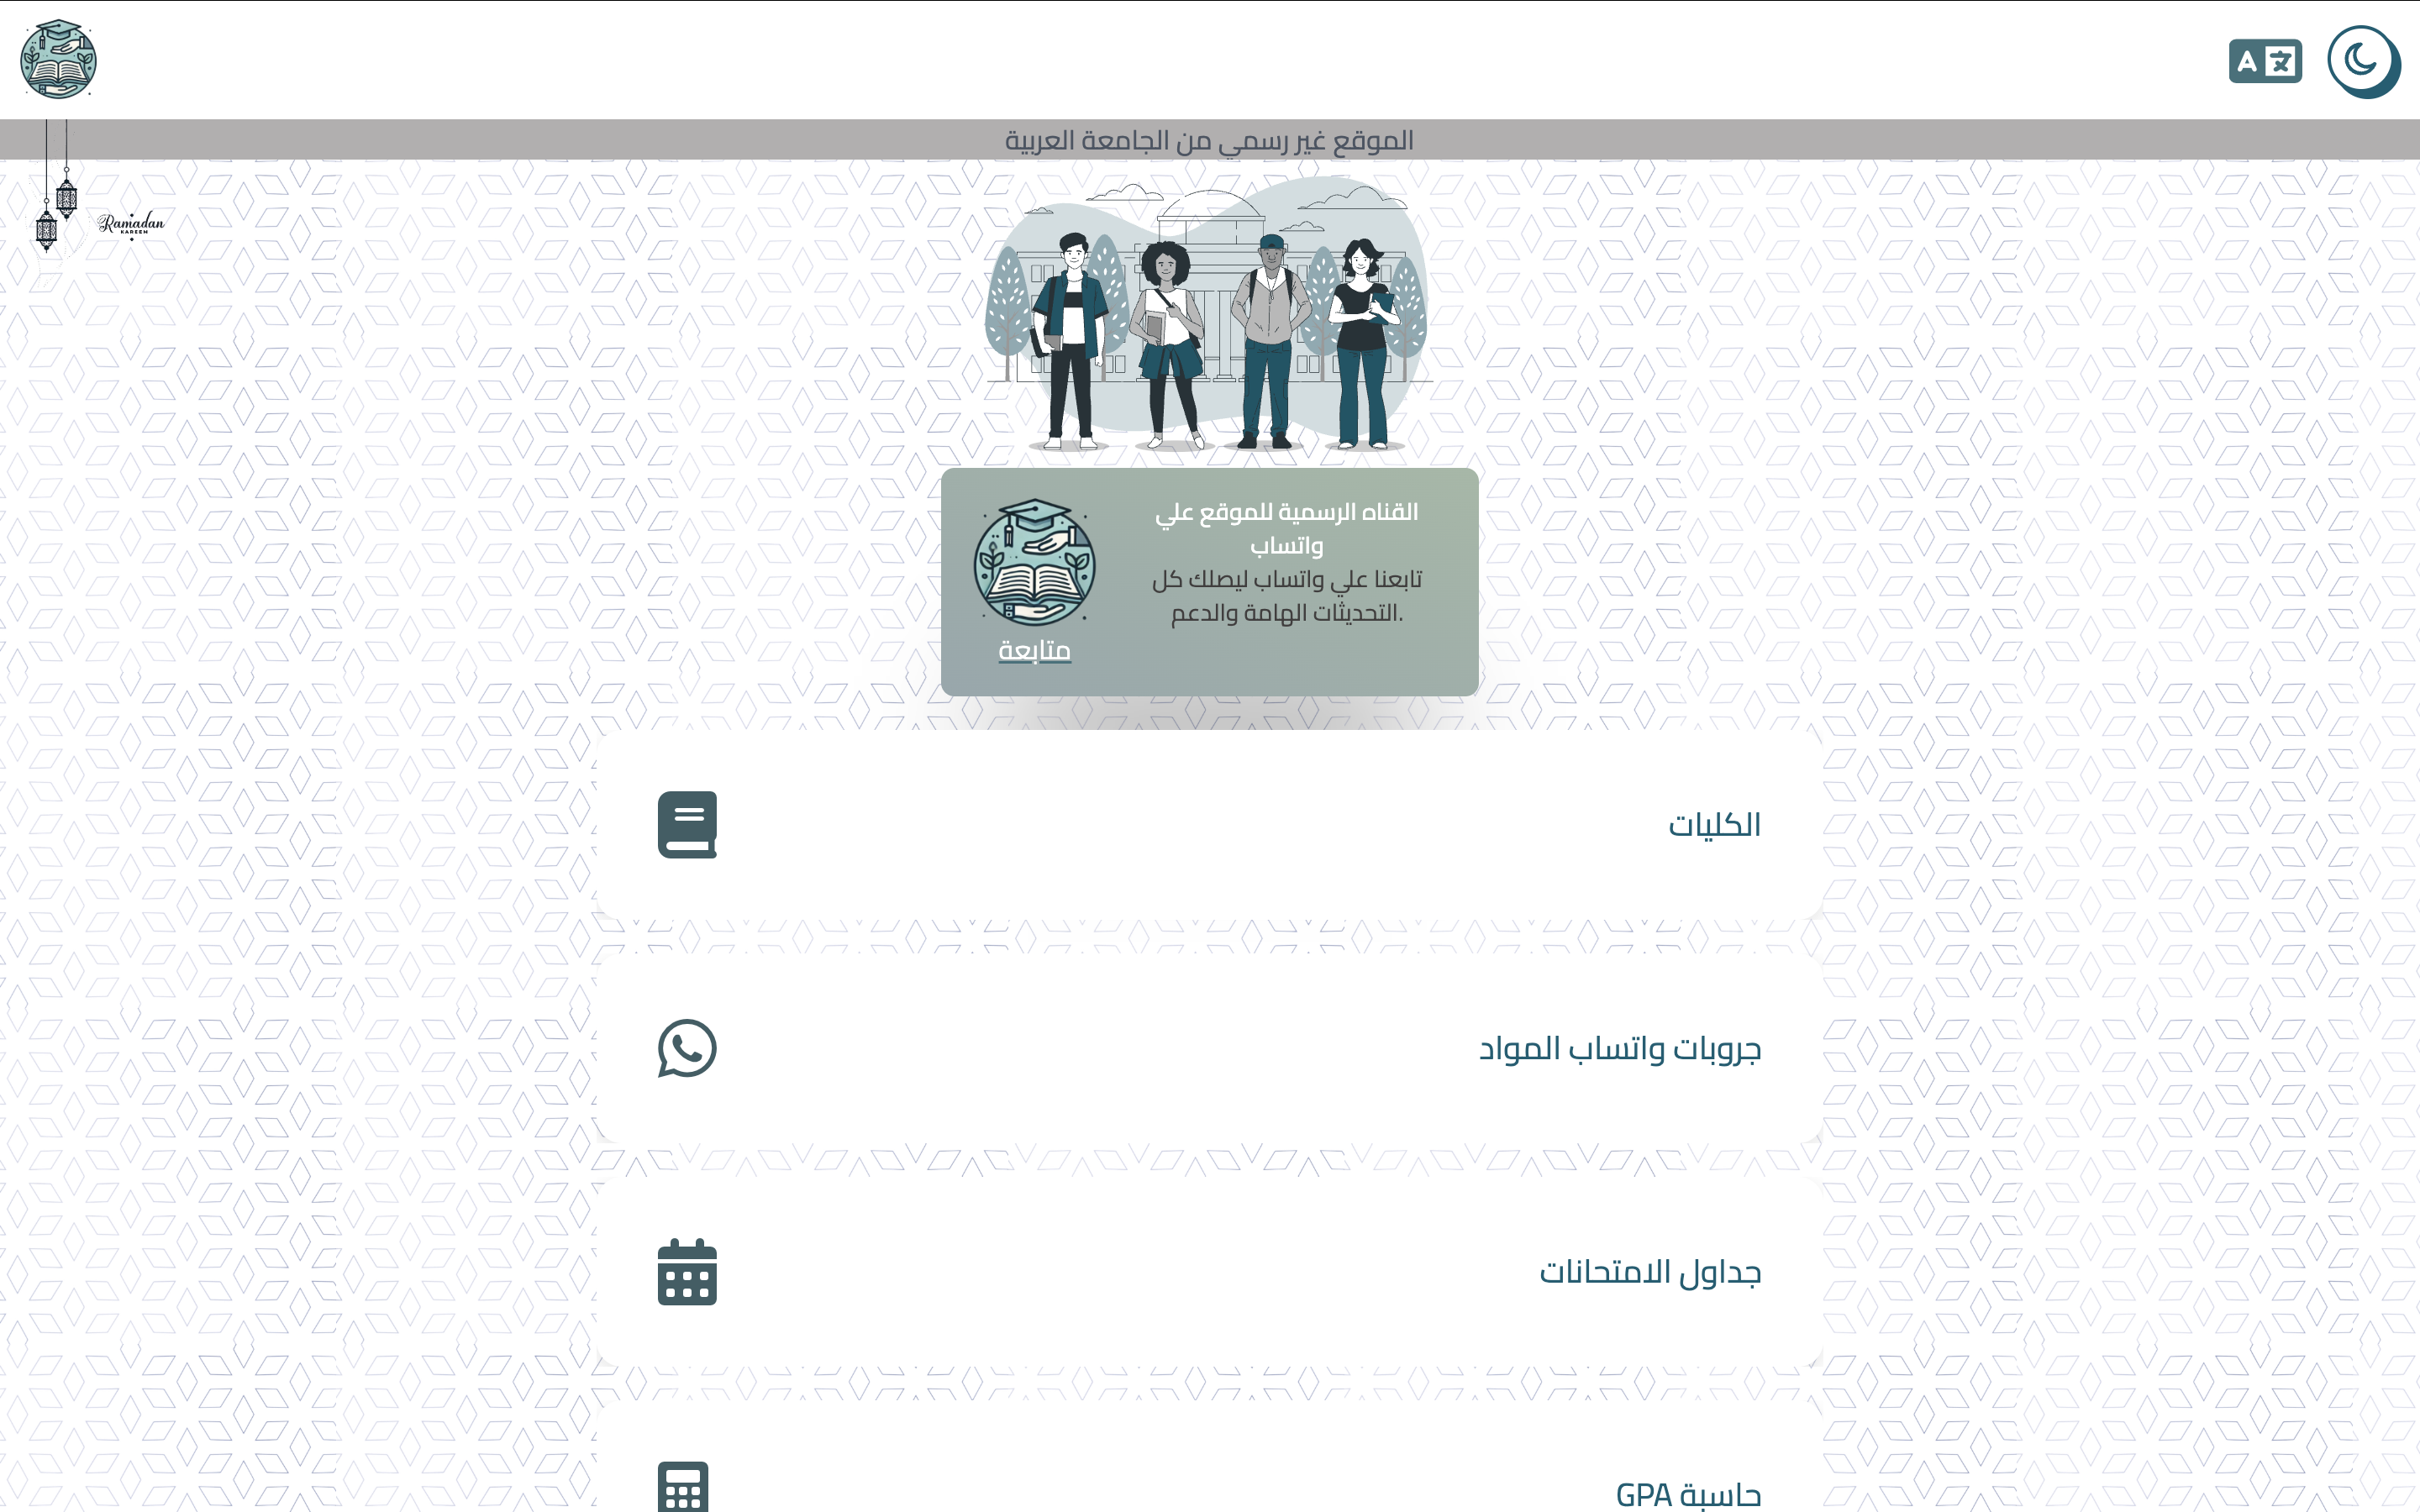 A 文
الموقع غير رسمي من الجامعة العربية
Ramadan
KAREEM
القناه الرسمية للموقع علي
واتساب
تابعنا علي واتساب ليصلك كل
التحديثات الهامة والدعم.
متابعة
الكليات
جروبات واتساب المواد
جداول الامتحانات
حاسبة GPA